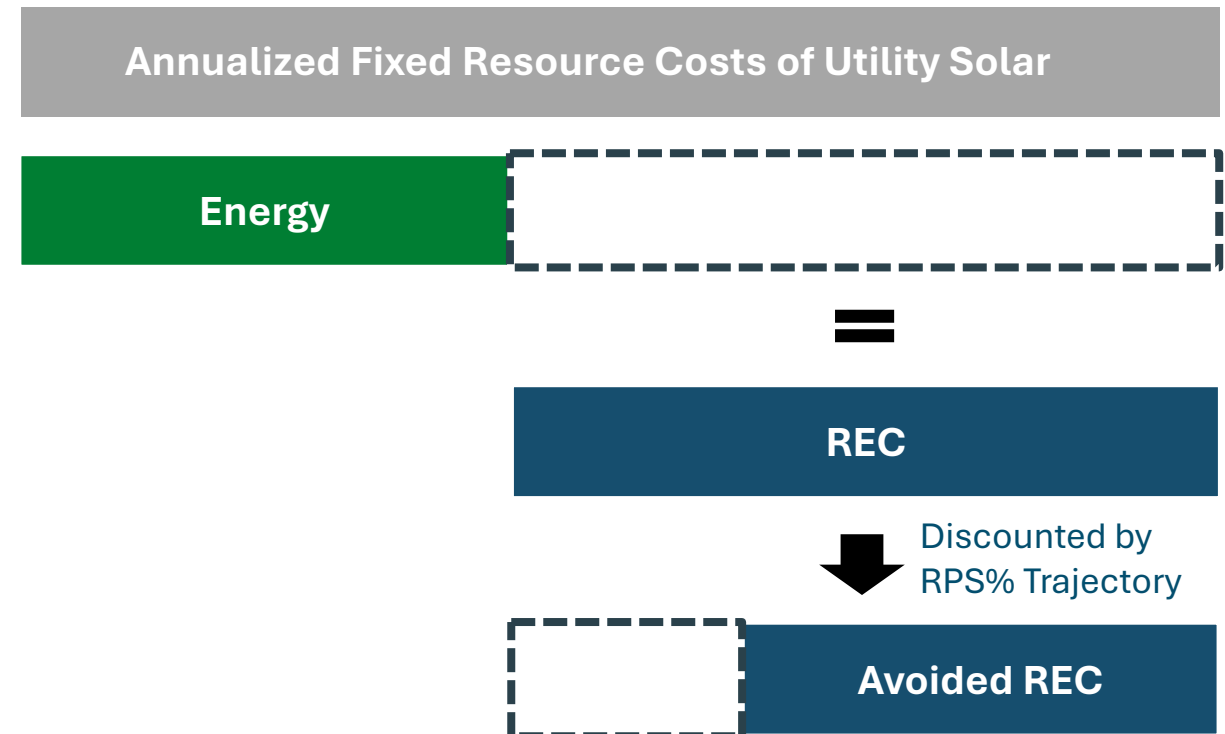 Annualized Fixed Resource Costs of Utility Solar
Energy
REC
Discounted by
RPS% Trajectory
Avoided REC